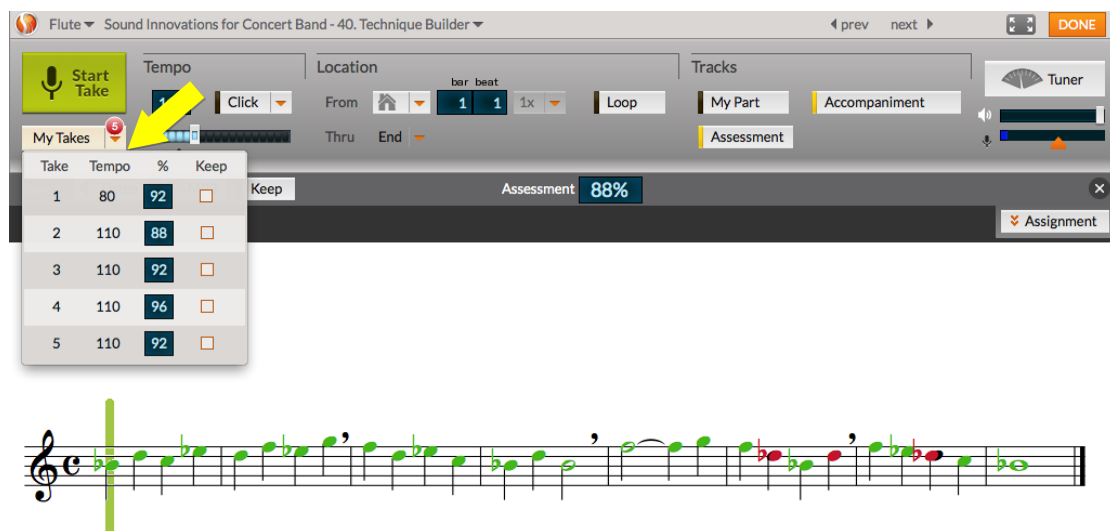 Flute Sound Innovations for Concert Band - 40. Technique Builder prev next DONE
Start Take
Tempo
Click
Location
bar beat
From 1 1 1x Loop
Thru End
Tracks
My Part Accompaniment
Assessment
Tuner
My Takes 5
Take Tempo % Keep
1 80 92
2 110 88
3 110 92
4 110 96
5 110 92
Keep
Assessment 88%
Assignment